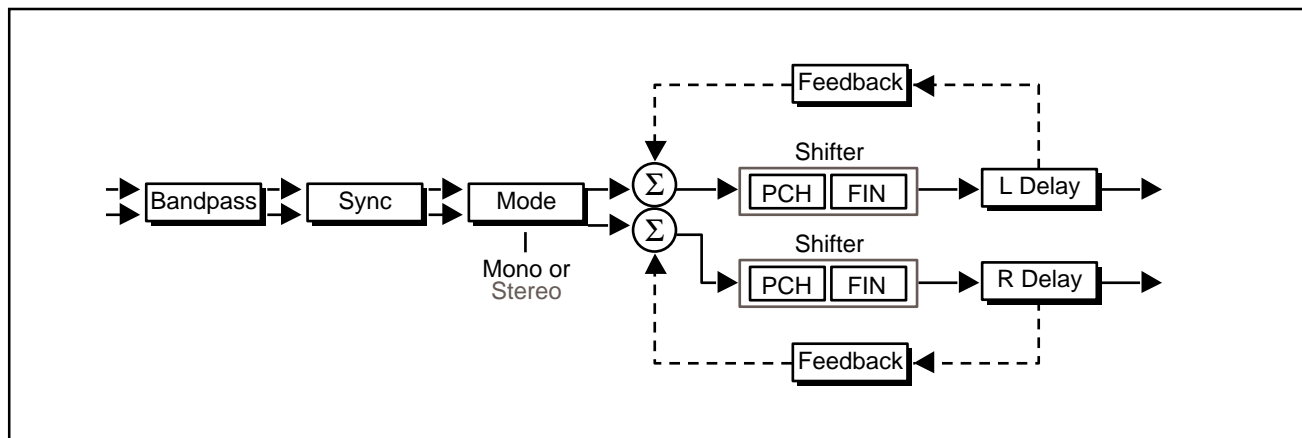 Feedback
Shifter
Bandpass
Sync
Mode
Σ
PCH
FIN
L Delay
Σ
Mono or
Stereo
Shifter
PCH
FIN
R Delay
Feedback